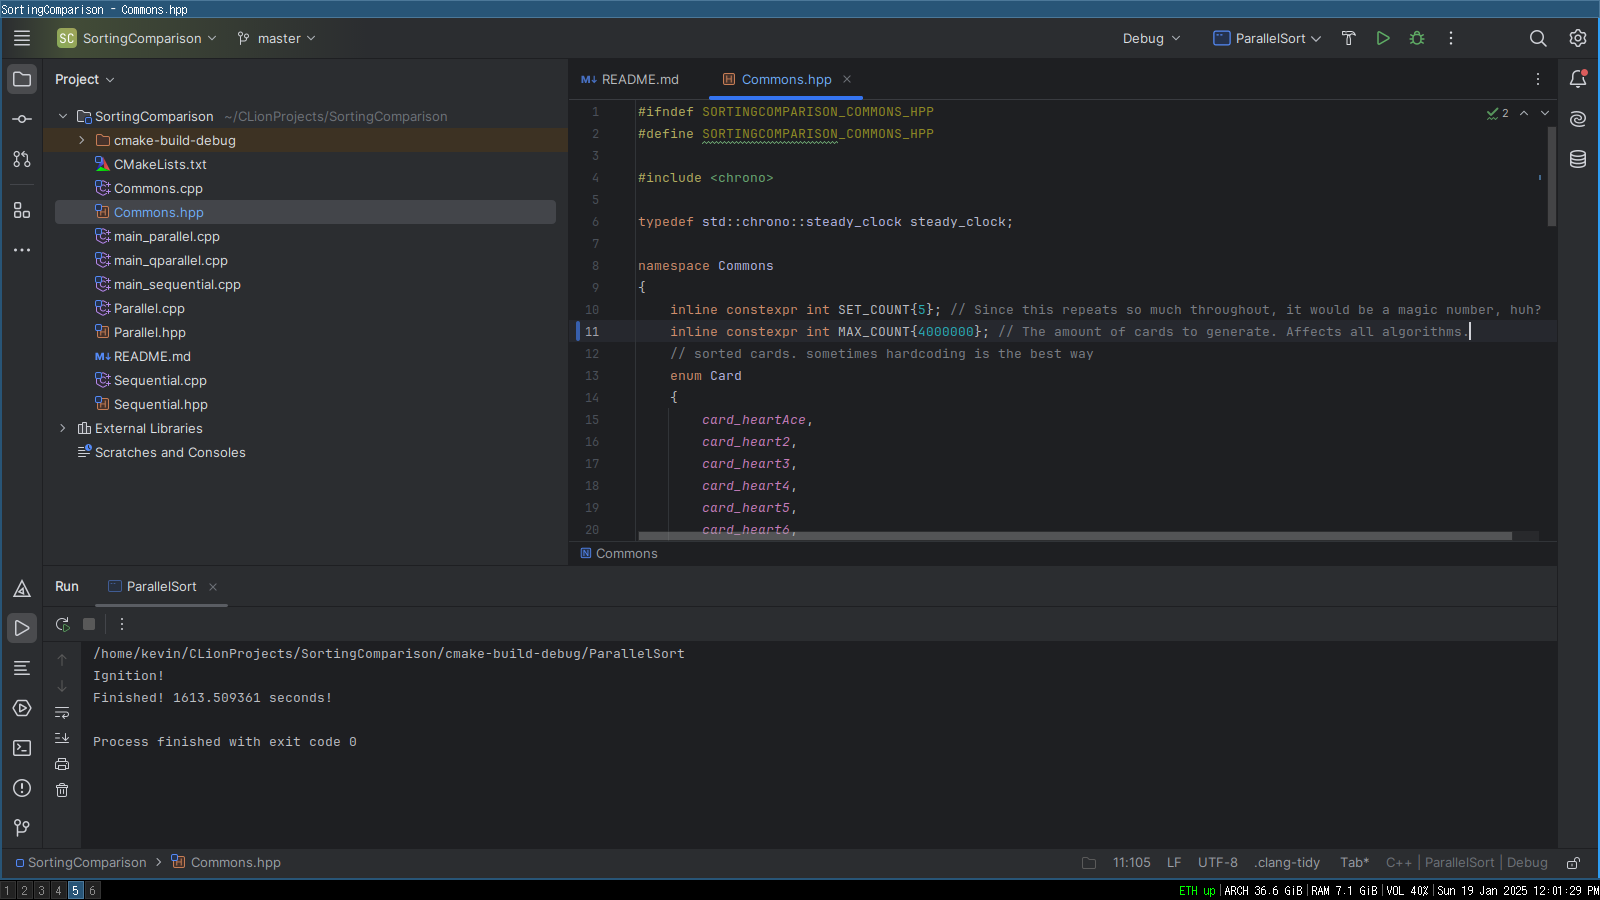 SortingComparison - Commons.hpp
SC SortingComparison master Debug ParallelSort
Project
README.md
Commons.hpp
SortingComparison ~/CLionProjects/SortingComparison
cmake-build-debug
CMakeLists.txt
Commons.cpp
Commons.hpp
main_parallel.cpp
main_qparallel.cpp
main_sequential.cpp
Parallel.cpp
Parallel.hpp
README.md
Sequential.cpp
Sequential.hpp
External Libraries
Scratches and Consoles
1 #ifndef SORTINGCOMPARISON_COMMONS_HPP
2 #define SORTINGCOMPARISON_COMMONS_HPP
3
4 #include <chrono>
5
6 typedef std::chrono::steady_clock steady_clock;
7
8 namespace Commons
9 {
10 inline constexpr int SET_COUNT{5}; // Since this repeats so much throughout, it would be a magic number, huh?
11 inline constexpr int MAX_COUNT{4000000}; // The amount of cards to generate. Affects all algorithms.
12 // sorted cards. sometimes hardcoding is the best way
13 enum Card
14 {
15 card_heartAce,
16 card_heart2,
17 card_heart3,
18 card_heart4,
19 card_heart5,
20 card_heart6,
2
Commons
Run ParallelSort
/home/kevin/CLionProjects/SortingComparison/cmake-build-debug/ParallelSort
Ignition!
Finished! 1613.509361 seconds!
Process finished with exit code 0
SortingComparison Commons.hpp 11:105 LF UTF-8 .clang-tidy Tab* C++ | ParallelSort | Debug
1 2 3 4 5 6 ETH up|ARCH 36.6 GiB|RAM 7.1 GiB|VOL 40%|Sun 19 Jan 2025 12:01:29 PM